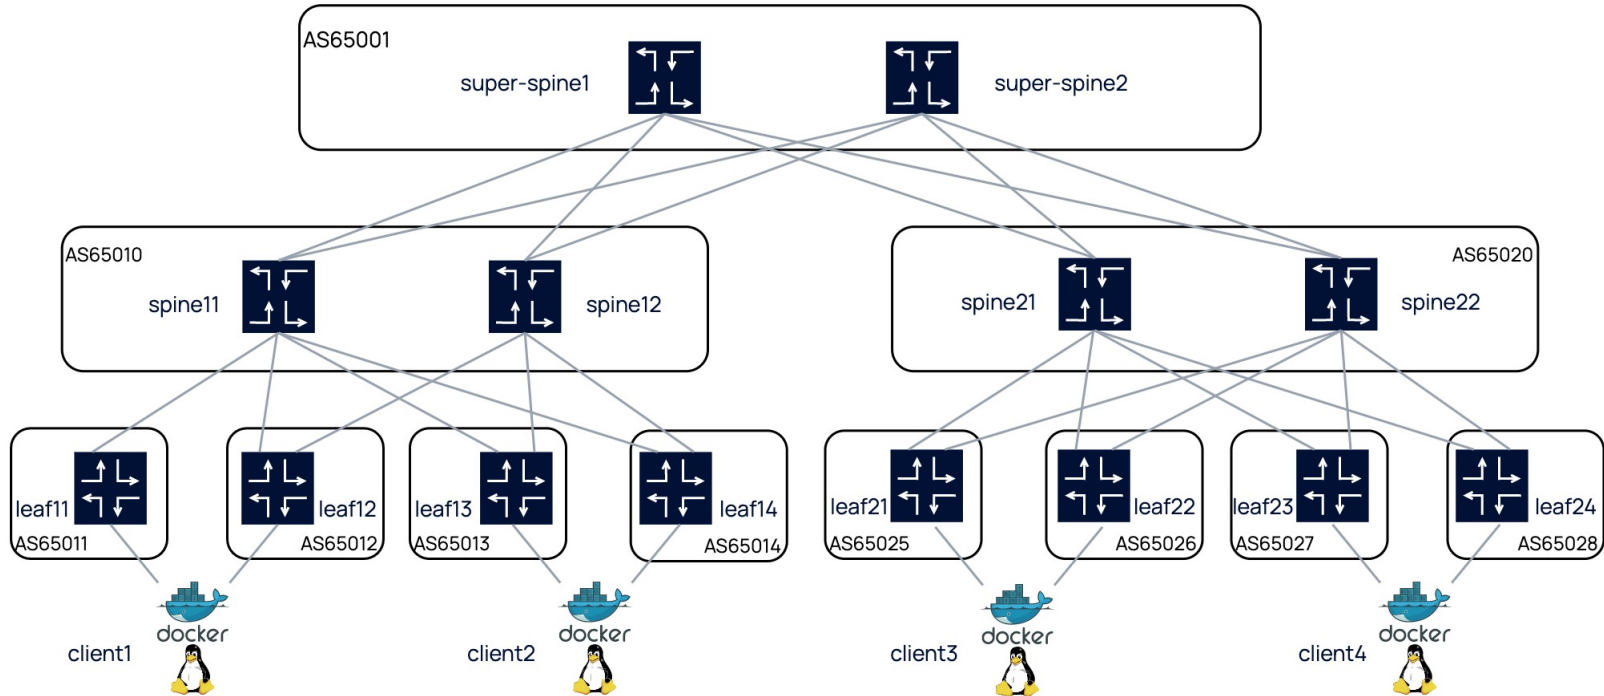 AS65001
super-spine1
super-spine2
AS65010
AS65020
spine11
spine12
spine21
spine22
leaf11
leaf12
leaf13
leaf14
leaf21
leaf22
leaf23
leaf24
AS65011
AS65012
AS65013
AS65014
AS65025
AS65026
AS65027
AS65028
docker
docker
docker
docker
client1
client2
client3
client4